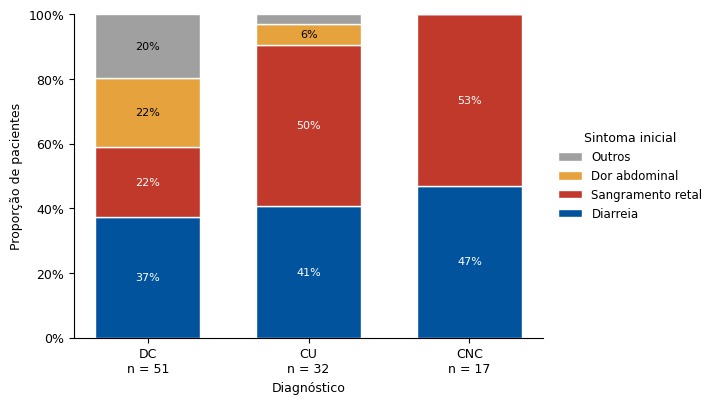 100%
80%
60%
40%
20%
0%
Proporção de pacientes
20%
22%
22%
37%
6%
50%
41%
53%
47%
DC
n = 51
CU
n = 32
CNC
n = 17
Diagnóstico
Sintoma inicial
Outros
Dor abdominal
Sangramento retal
Diarreia